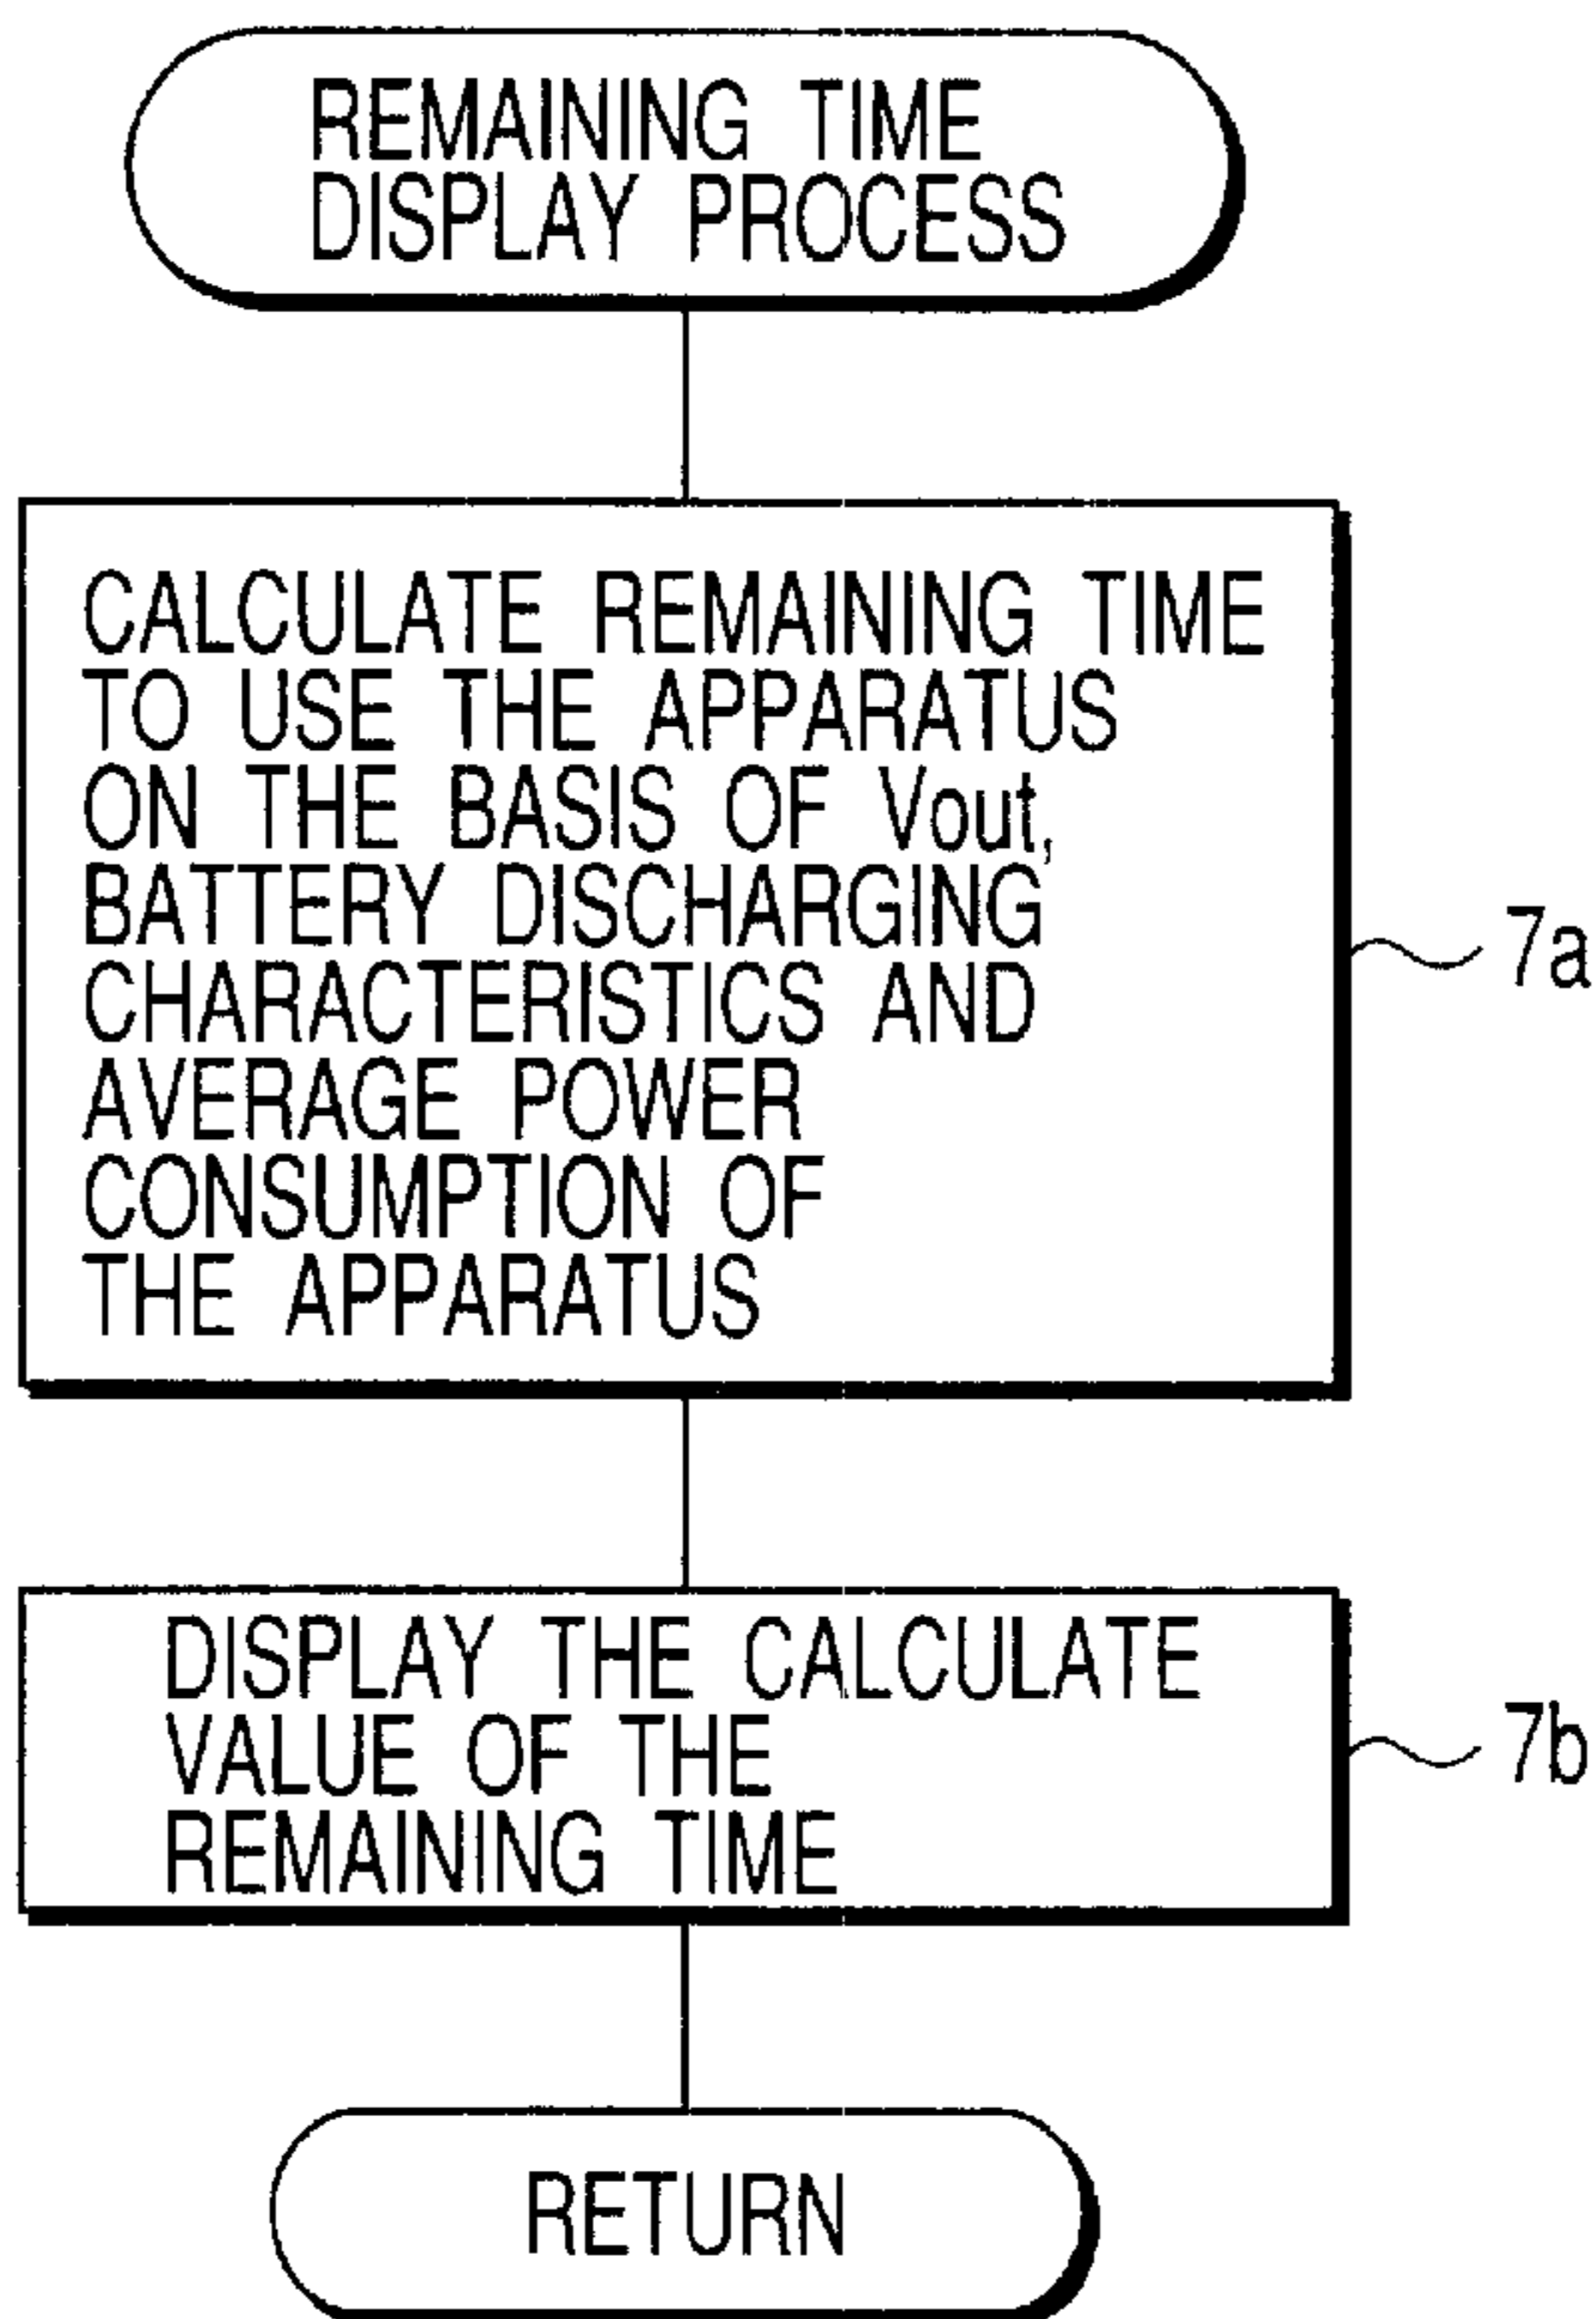 REMAINING TIME
DISPLAY PROCESS
CALCULATE REMAINING TIME
TO USE THE APPARATUS
ON THE BASIS OF Vout,
BATTERY DISCHARGING
CHARACTERISTICS AND
AVERAGE POWER
CONSUMPTION OF
THE APPARATUS
7a
DISPLAY THE CALCULATE
VALUE OF THE
REMAINING TIME
7b
RETURN